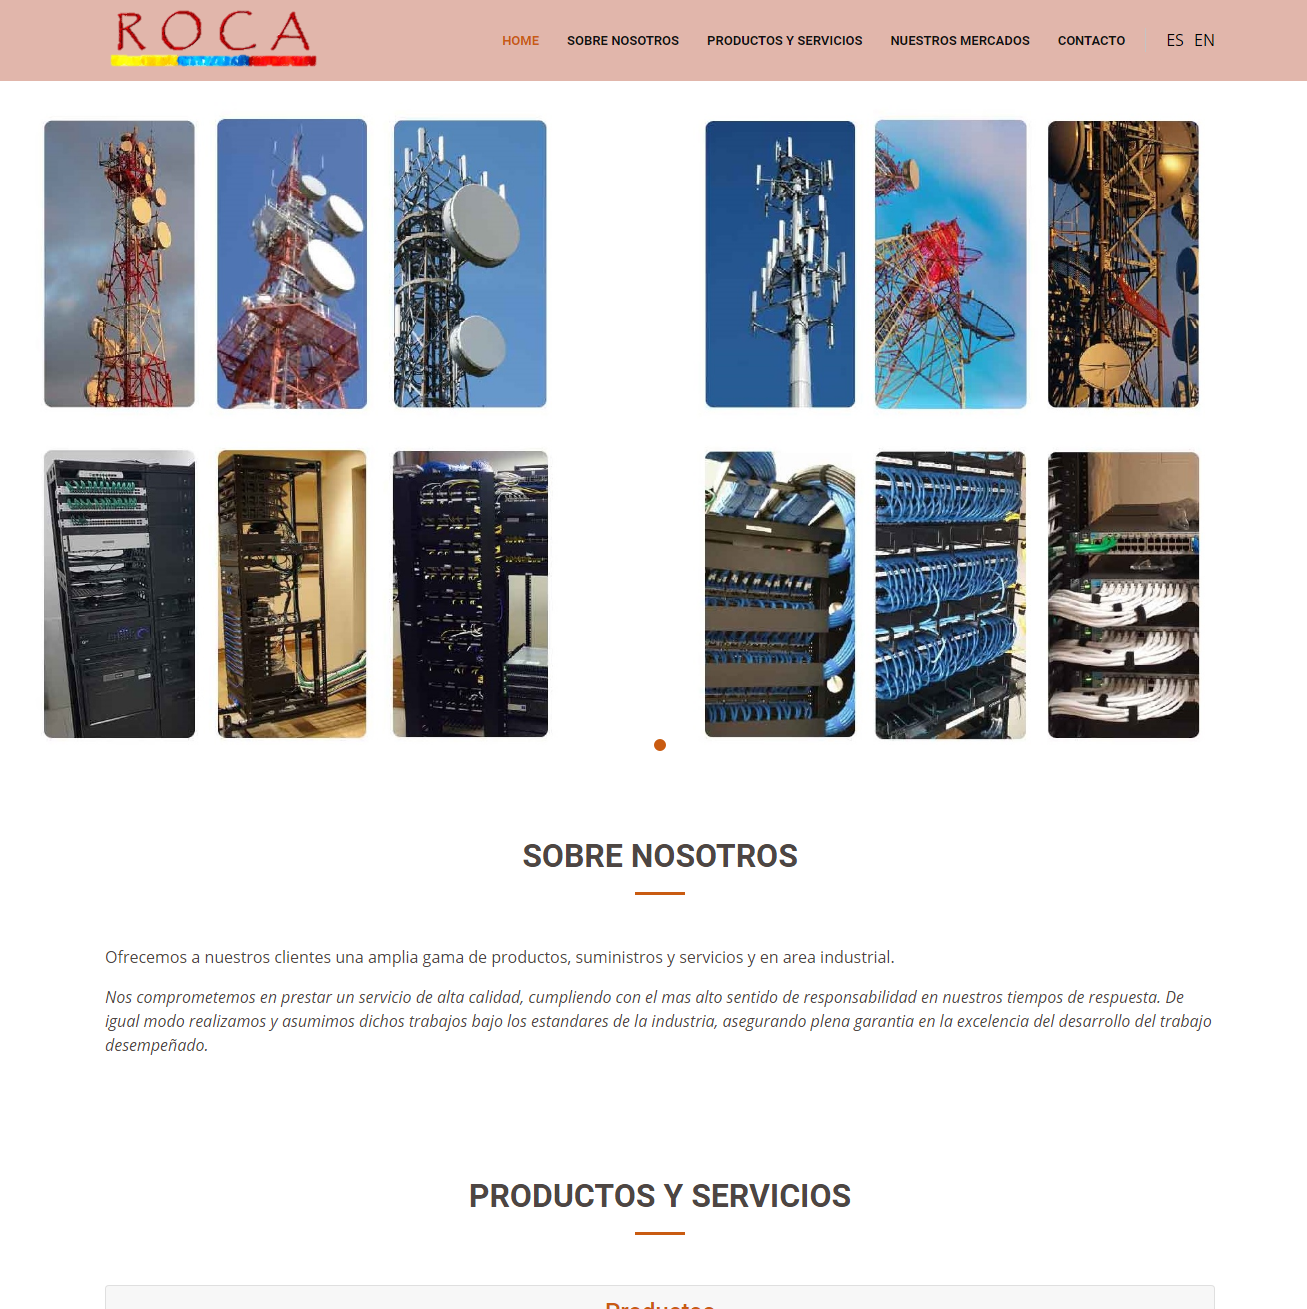 ROCA
HOME SOBRE NOSOTROS PRODUCTOS Y SERVICIOS NUESTROS MERCADOS CONTACTO ES EN
SOBRE NOSOTROS
Ofrecemos a nuestros clientes una amplia gama de productos, suministros y servicios y en area industrial.
Nos comprometemos en prestar un servicio de alta calidad, cumpliendo con el mas alto sentido de responsabilidad en nuestros tiempos de respuesta. De
igual modo realizamos y asumimos dichos trabajos bajo los estandares de la industria, asegurando plena garantia en la excelencia del desarrollo del trabajo
desempeñado.
PRODUCTOS Y SERVICIOS
Productos